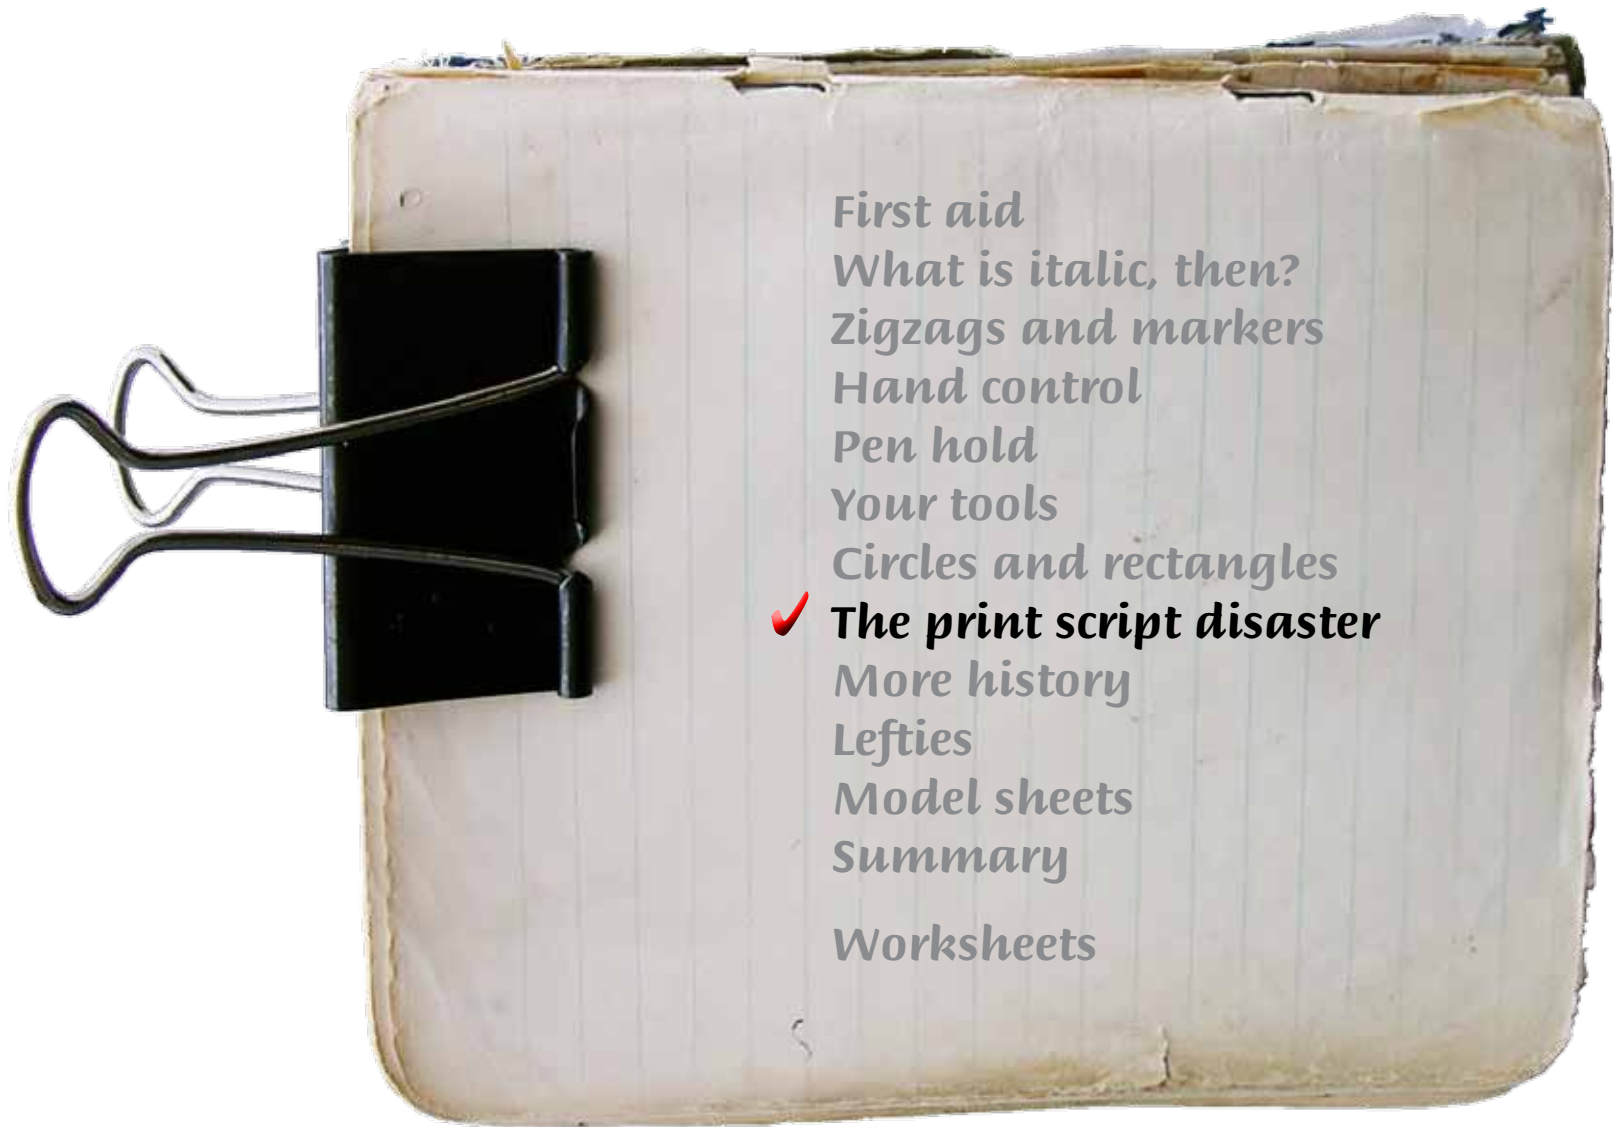 First aid
What is italic, then?
Zigzags and markers
Hand control
Pen hold
Your tools
Circles and rectangles
The print script disaster
More history
Lefties
Model sheets
Summary
Worksheets